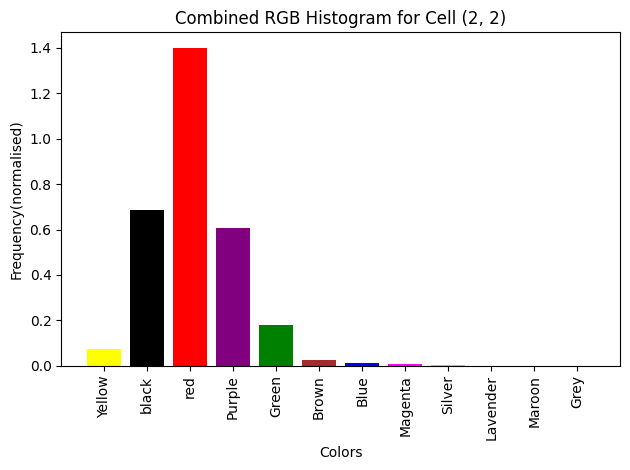 Combined RGB Histogram for Cell (2, 2)
Frequency(normalised)
1.4
1.2
1.0
0.8
0.6
0.4
0.2
0.0
Yellow
black
red
Purple
Green
Brown
Blue
Magenta
Silver
Lavender
Maroon
Grey
Colors